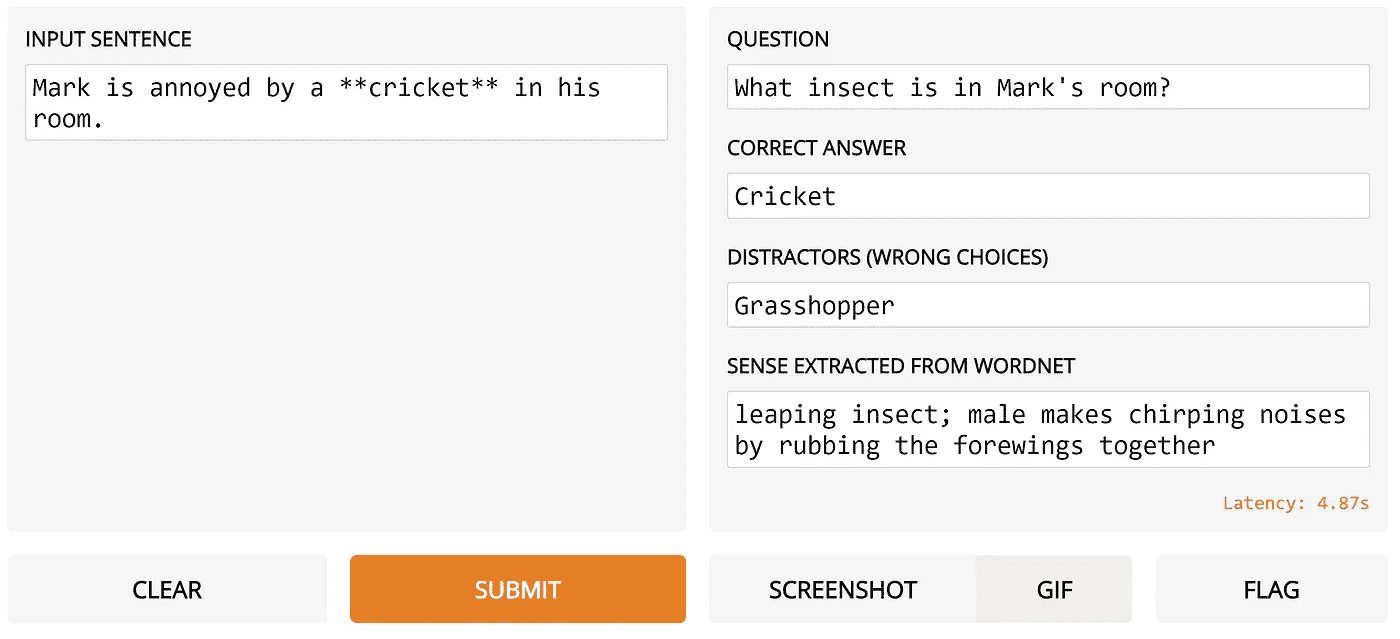 INPUT SENTENCE
Mark is annoyed by a **cricket** in his
room.
QUESTION
What insect is in Mark's room?
CORRECT ANSWER
Cricket
DISTRACTORS (WRONG CHOICES)
Grasshopper
SENSE EXTRACTED FROM WORDNET
leaping insect; male makes chirping noises
by rubbing the forewings together
Latency: 4.87s
CLEAR
SUBMIT
SCREENSHOT
GIF
FLAG